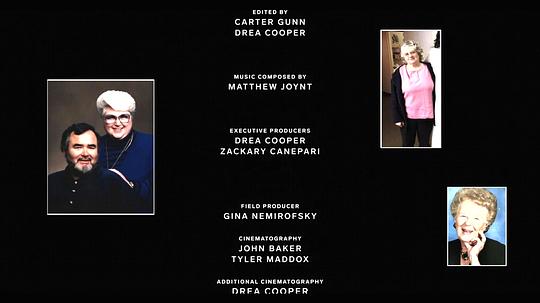 EDITED BY
CARTER GUNN
DREA COOPER
MUSIC COMPOSED BY
MATTHEW JOYNT
EXECUTIVE PRODUCERS
DREA COOPER
ZACKARY CANEPARI
FIELD PRODUCER
GINA NEMIROFSKY
CINEMATOGRAPHY
JOHN BAKER
TYLER MADDOX
ADDITIONAL CINEMATOGRAPHY
DREA COOPER